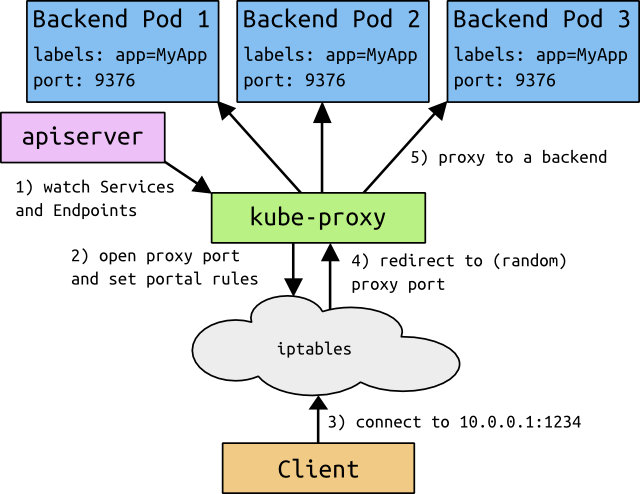 Backend Pod 1
labels: app=MyApp
port: 9376
Backend Pod 2
labels: app=MyApp
port: 9376
Backend Pod 3
labels: app=MyApp
port: 9376
apiserver
5) proxy to a backend
1) watch Services
and Endpoints
kube-proxy
2) open proxy port
and set portal rules
4) redirect to (random)
proxy port
iptables
3) connect to 10.0.0.1:1234
Client